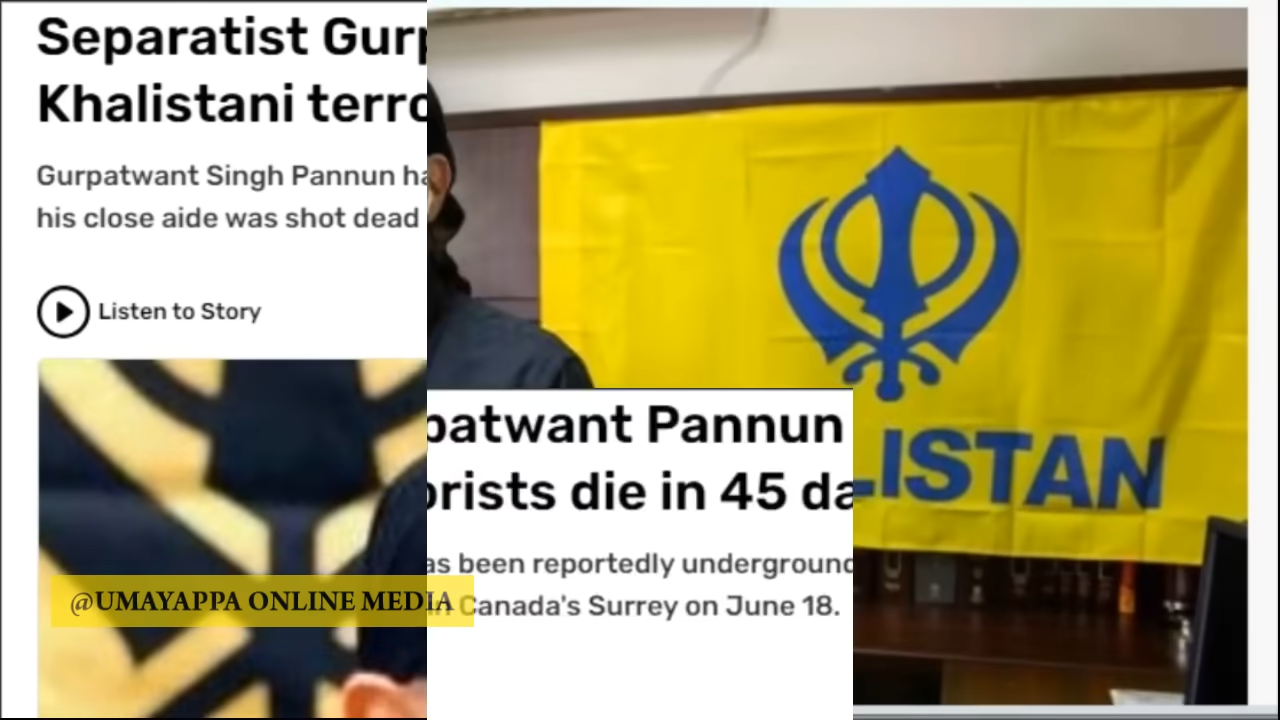 Separatist Gurp
Khalistani terro
Gurpatwant Singh Pannun ha
his close aide was shot dead
Listen to Story
@UMAYAPPA ONLINE MEDIA
patwant Pannun
orists die in 45 da
as been reportedly underground
n Canada's Surrey on June 18.
LISTAN